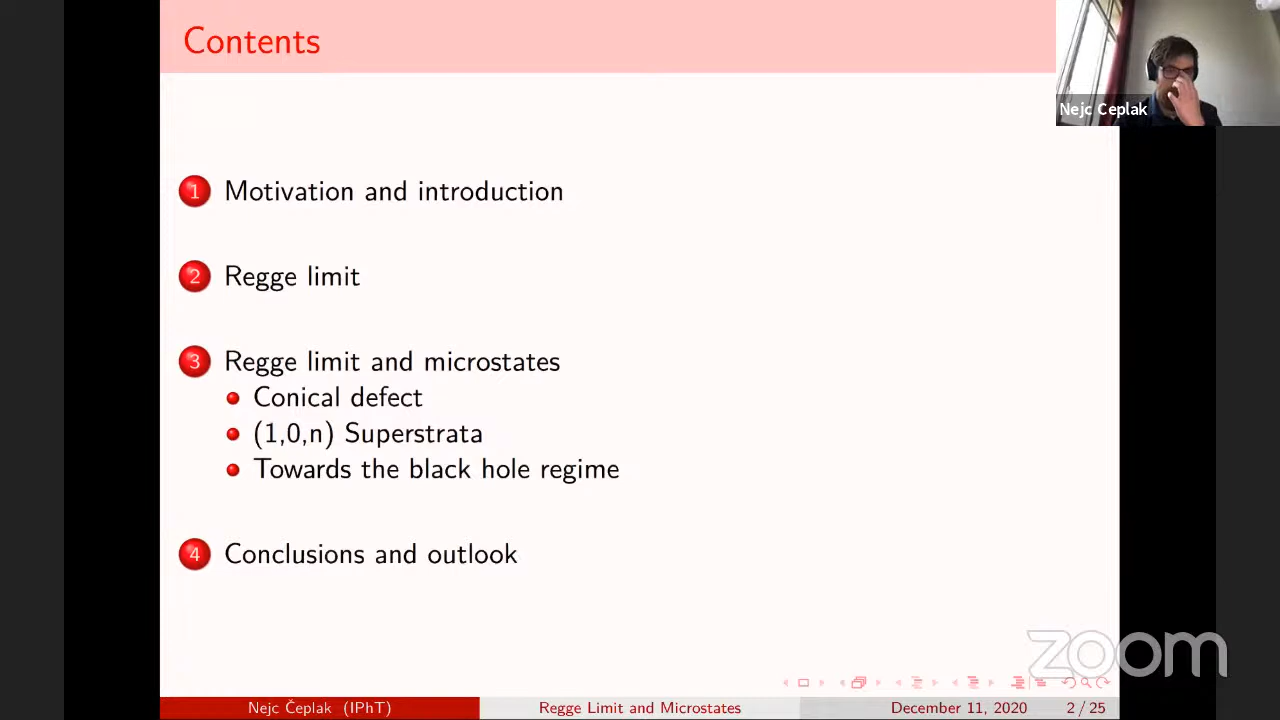 Contents
Nejc Ceplak
1 Motivation and introduction
2 Regge limit
3 Regge limit and microstates
Conical defect
(1,0,n) Superstrata
Towards the black hole regime
4 Conclusions and outlook
zoom
Nejc Čeplak (IPhT) Regge Limit and Microstates December 11, 2020 2 / 25